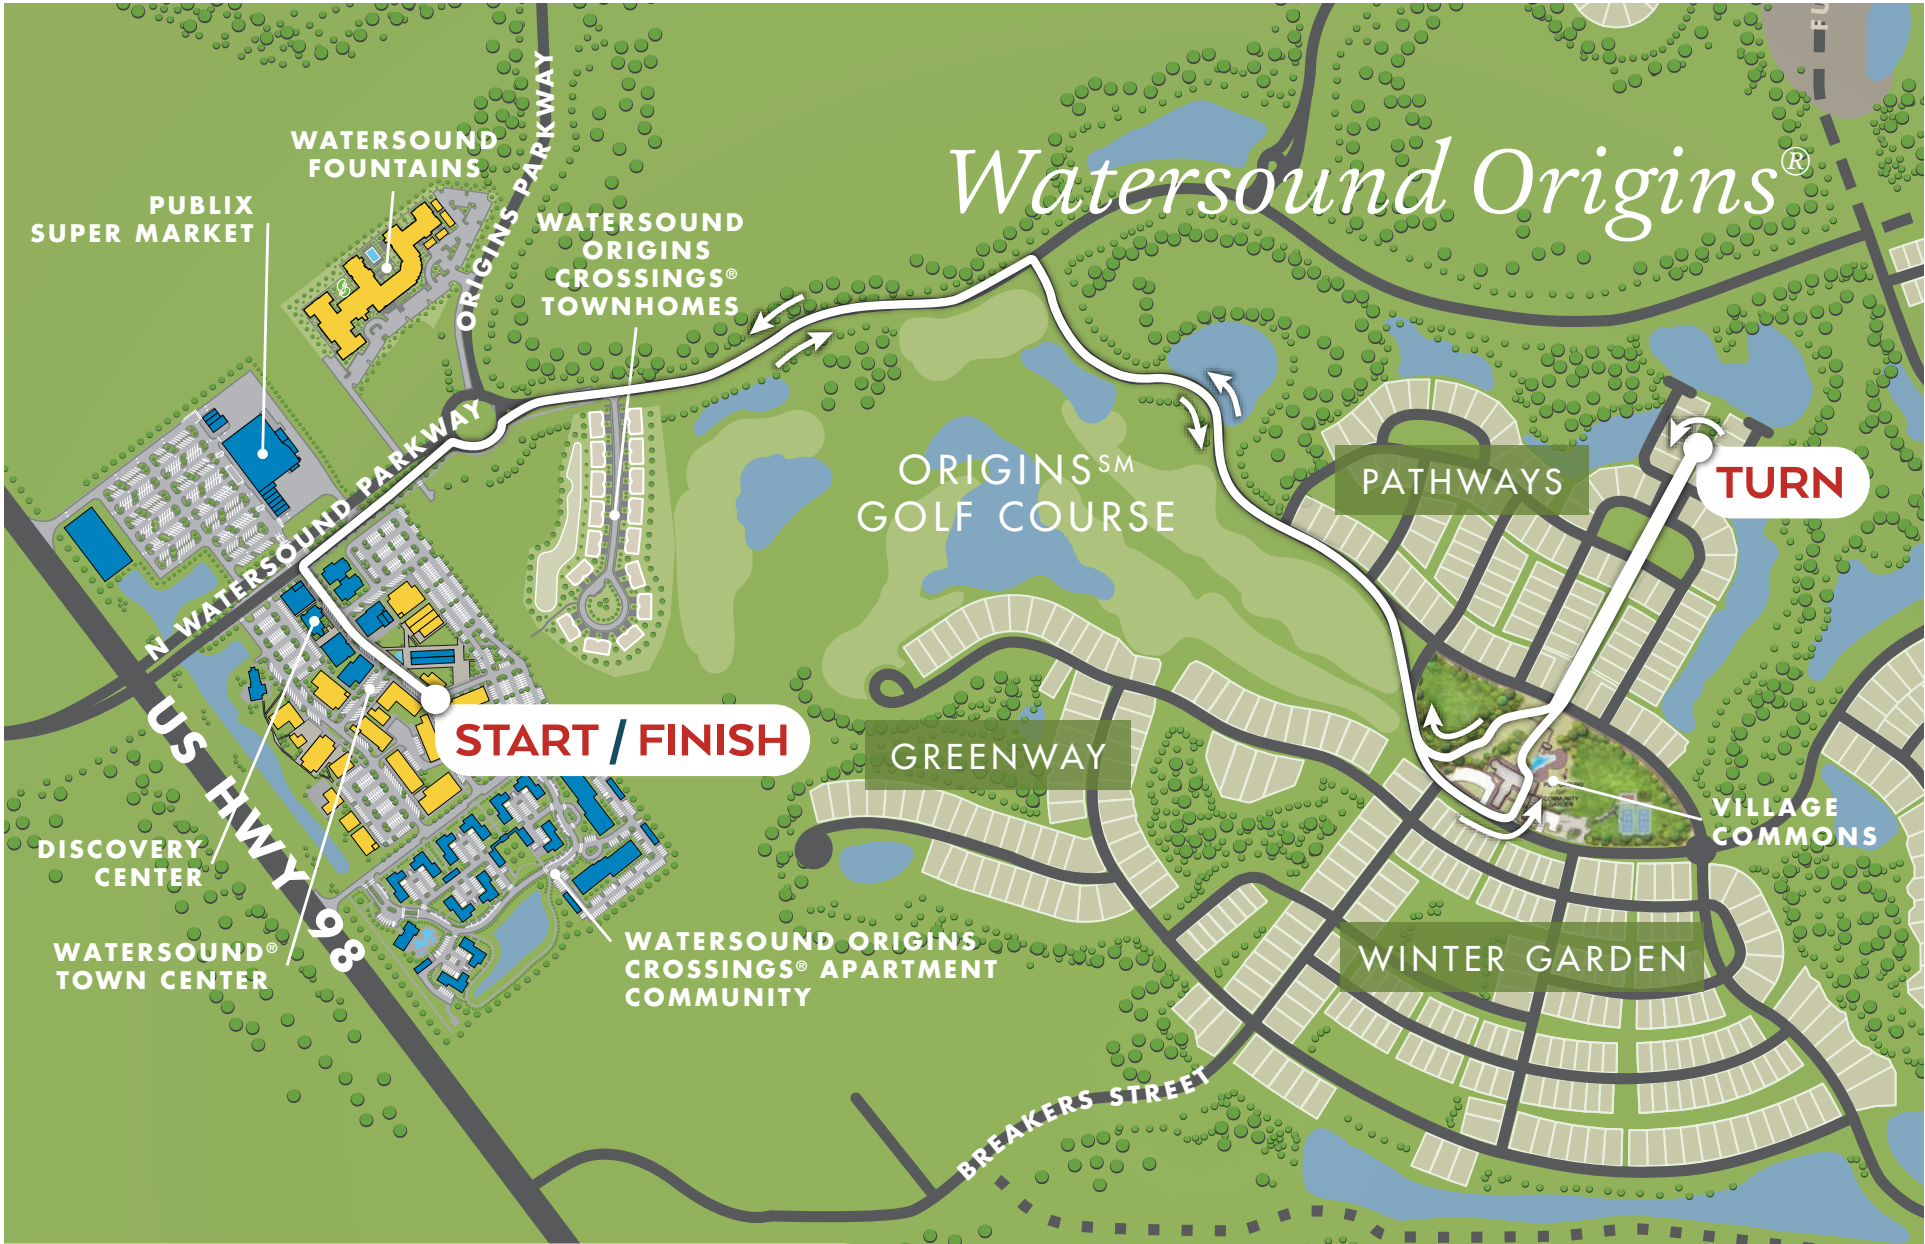 Watersound Origins®
WATERSOUND
FOUNTAINS
PUBLIX
SUPER MARKET
ORIGINS PARKWAY
WATERSOUND
ORIGINS
CROSSINGS®
TOWNHOMES
N WATERSOUND PARKWAY
ORIGINS℠
GOLF COURSE
PATHWAYS
TURN
US HWY 98
START / FINISH
GREENWAY
VILLAGE
COMMONS
DISCOVERY
CENTER
WATERSOUND®
TOWN CENTER
WATERSOUND ORIGINS
CROSSINGS® APARTMENT
COMMUNITY
WINTER GARDEN
BREAKERS STREET
COMMUNITY
GARDEN